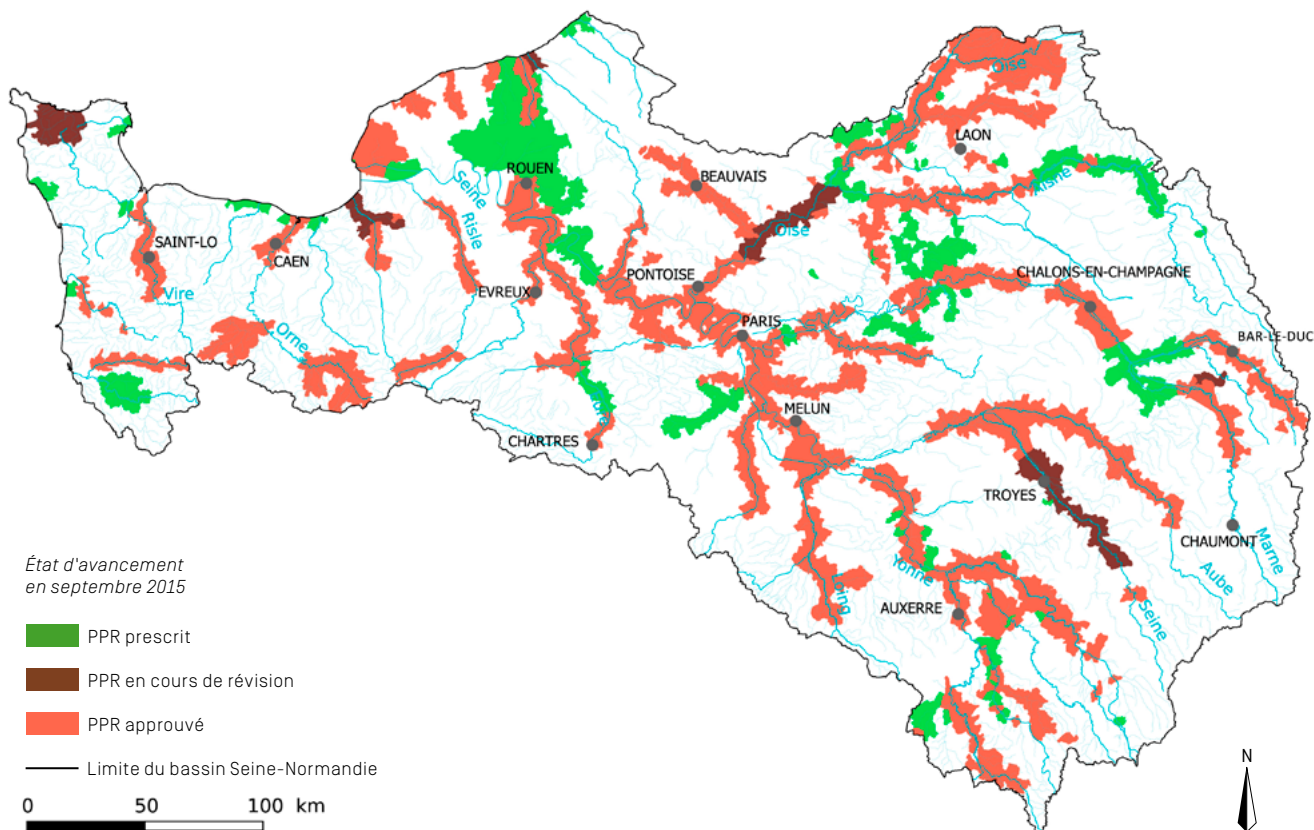 Oise
LAON
Aisne
ROUEN
BEAUVAIS
Seine
Risle
Oise
SAINT-LO
CAEN
CHALONS-EN-CHAMPAGNE
PONTOISE
Vire
EVREUX
PARIS
Orne
BAR-LE-DUC
MELUN
CHARTRES
TROYES
CHAUMONT
Marne
Yonne
Aube
Loing
AUXERRE
Seine
État d'avancement
en septembre 2015
PPR prescrit
PPR en cours de révision
PPR approuvé
Limite du bassin Seine-Normandie
0 50 100 km
N